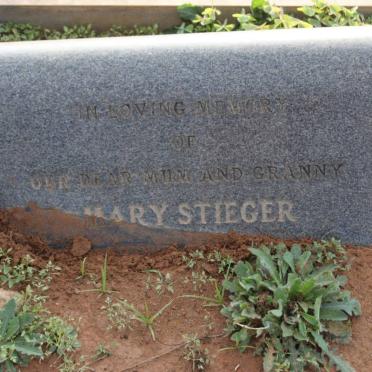 IN LOVING MEMORY
OF
OUR DEAR MUM AND GRANNY
MARY STIEGER